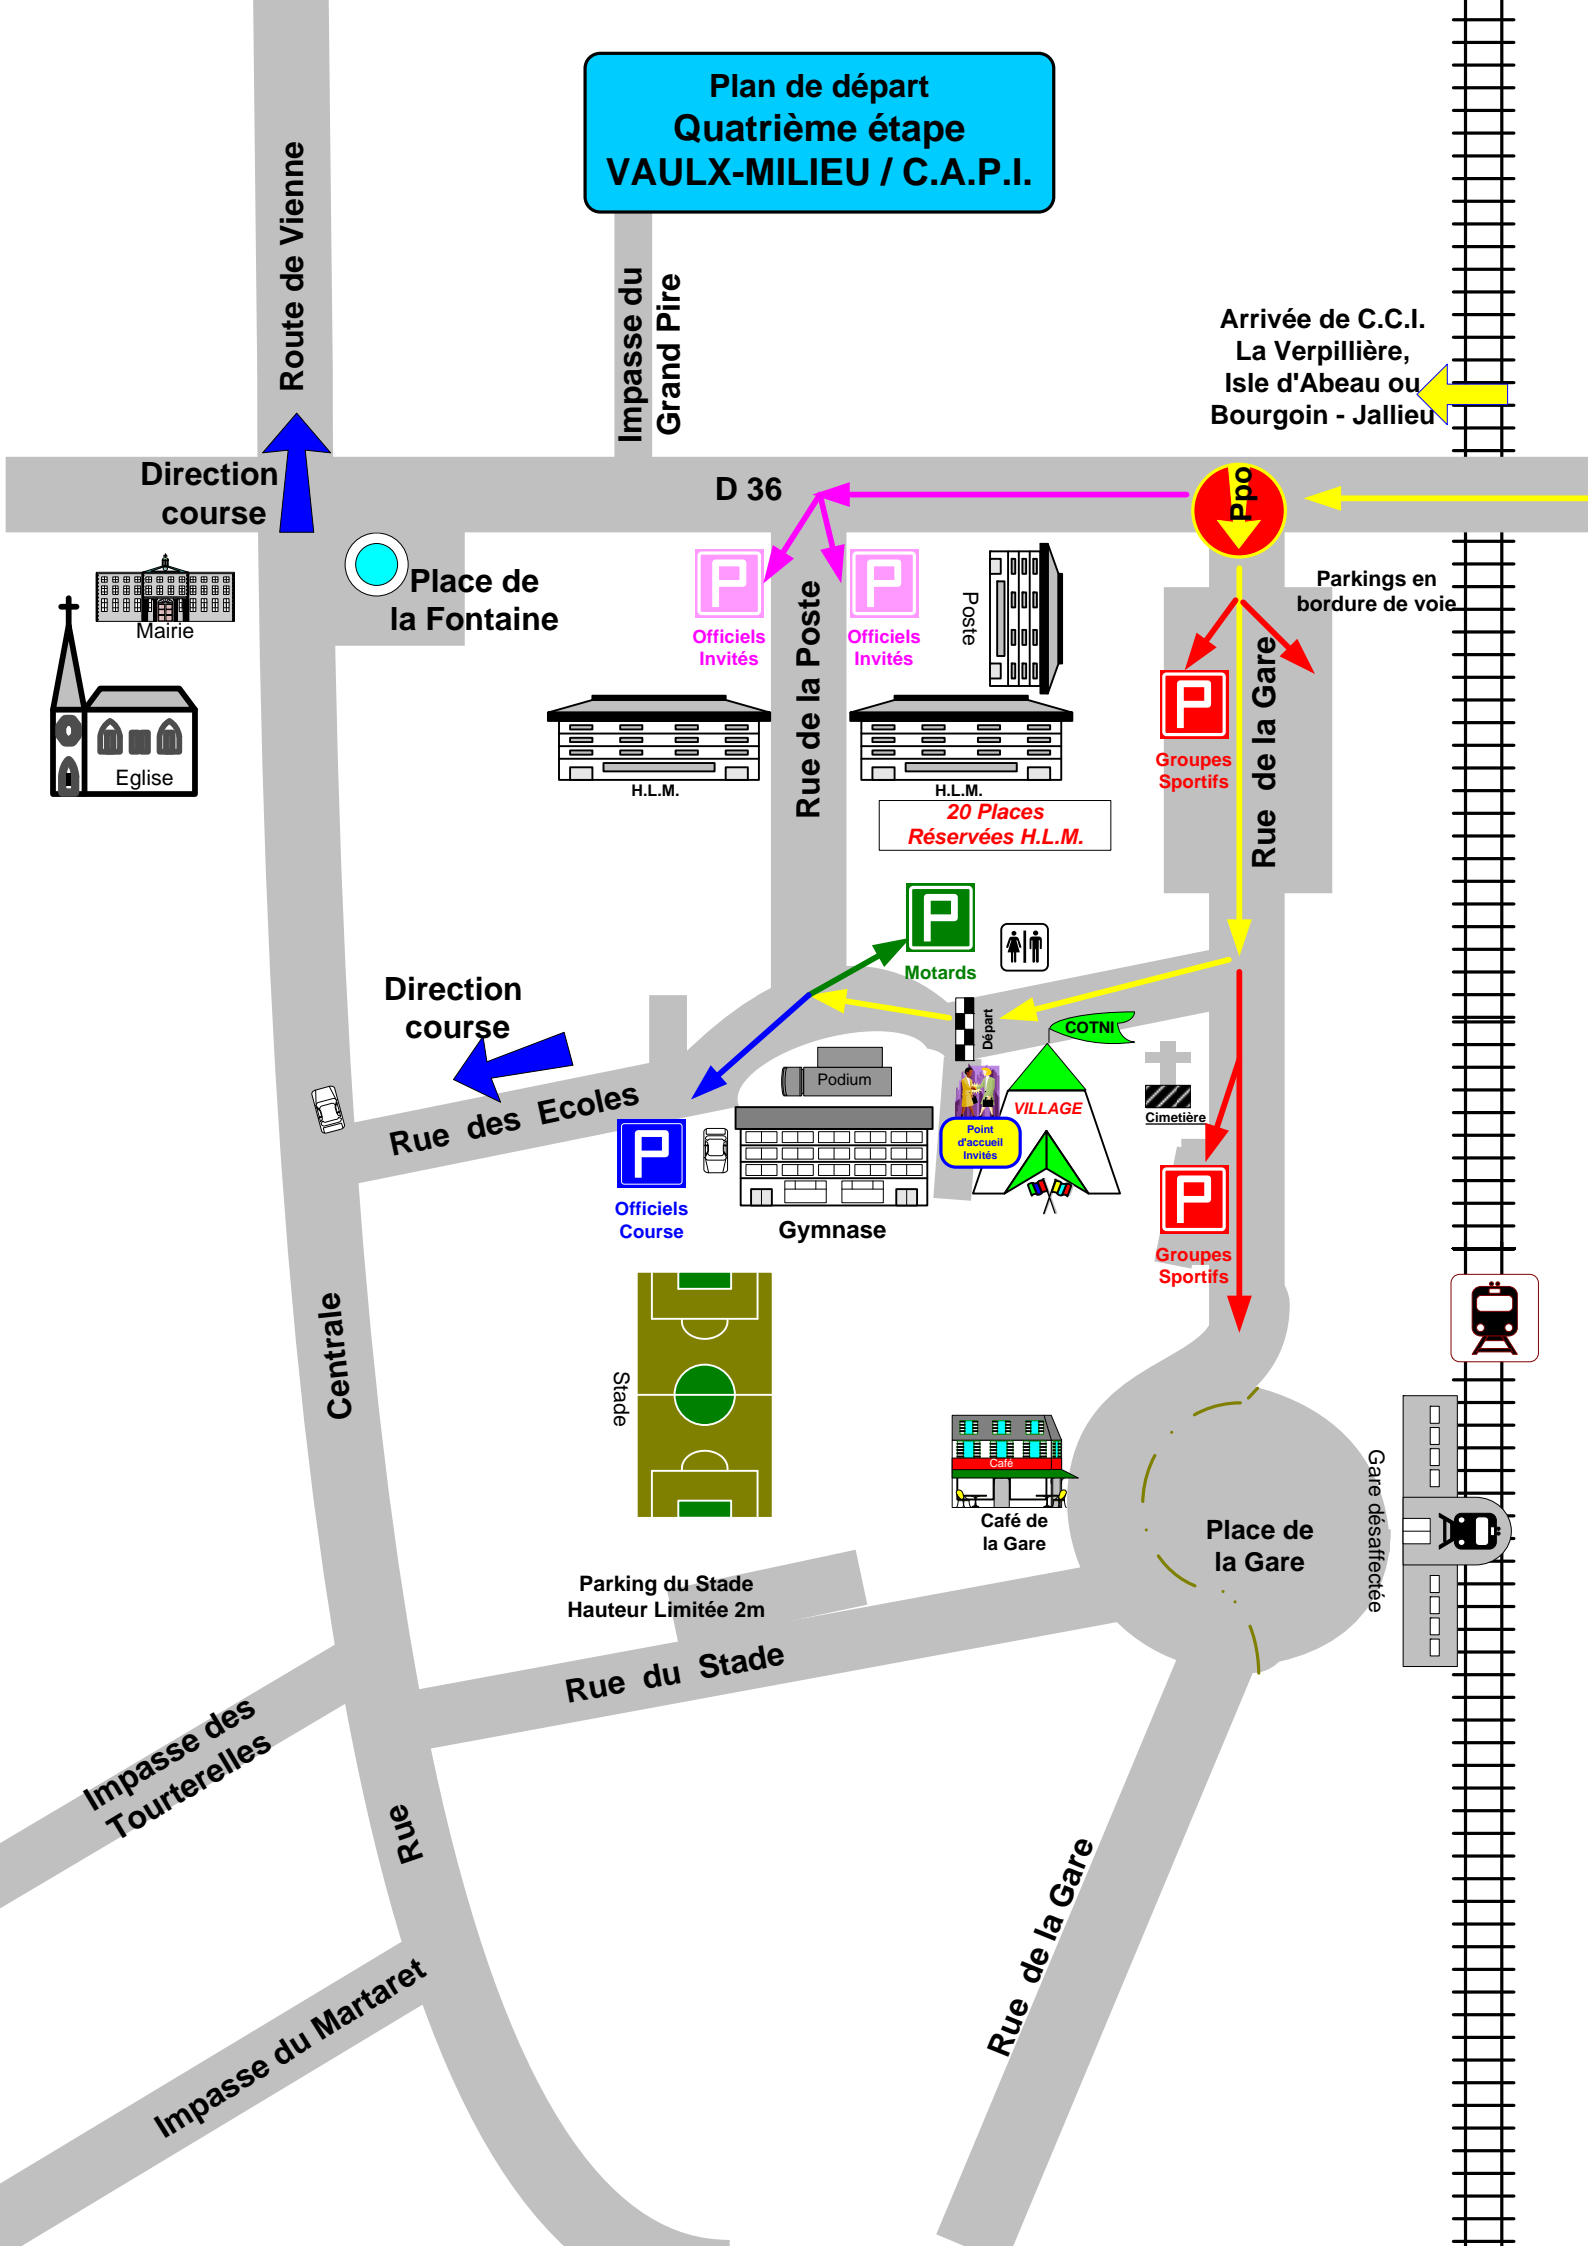 Plan de départ
Quatrième étape
VAULX-MILIEU / C.A.P.I.
Route de Vienne
Impasse du
Grand Pire
Arrivée de C.C.I.
La Verpillière,
Isle d'Abeau ou
Bourgoin - Jallieu
Direction
course
D 36
Ppo
Mairie
Place de
la Fontaine
Officiels
Invités
Rue de la Poste
Officiels
Invités
Poste
Parkings en
bordure de voie
Rue de la Gare
Groupes
Sportifs
Eglise
H.L.M.
H.L.M.
20 Places
Réservées H.L.M.
Motards
Direction
course
Départ
COTNI
Podium
VILLAGE
Cimetière
Rue des Ecoles
Point
d'accueil
Invités
Officiels
Course
Gymnase
Groupes
Sportifs
Centrale
Stade
Café
Café de
la Gare
Place de
la Gare
Gare désaffectée
Parking du Stade
Hauteur Limitée 2m
Rue du Stade
Impasse des
Tourterelles
Rue
Rue de la Gare
Impasse du Martaret